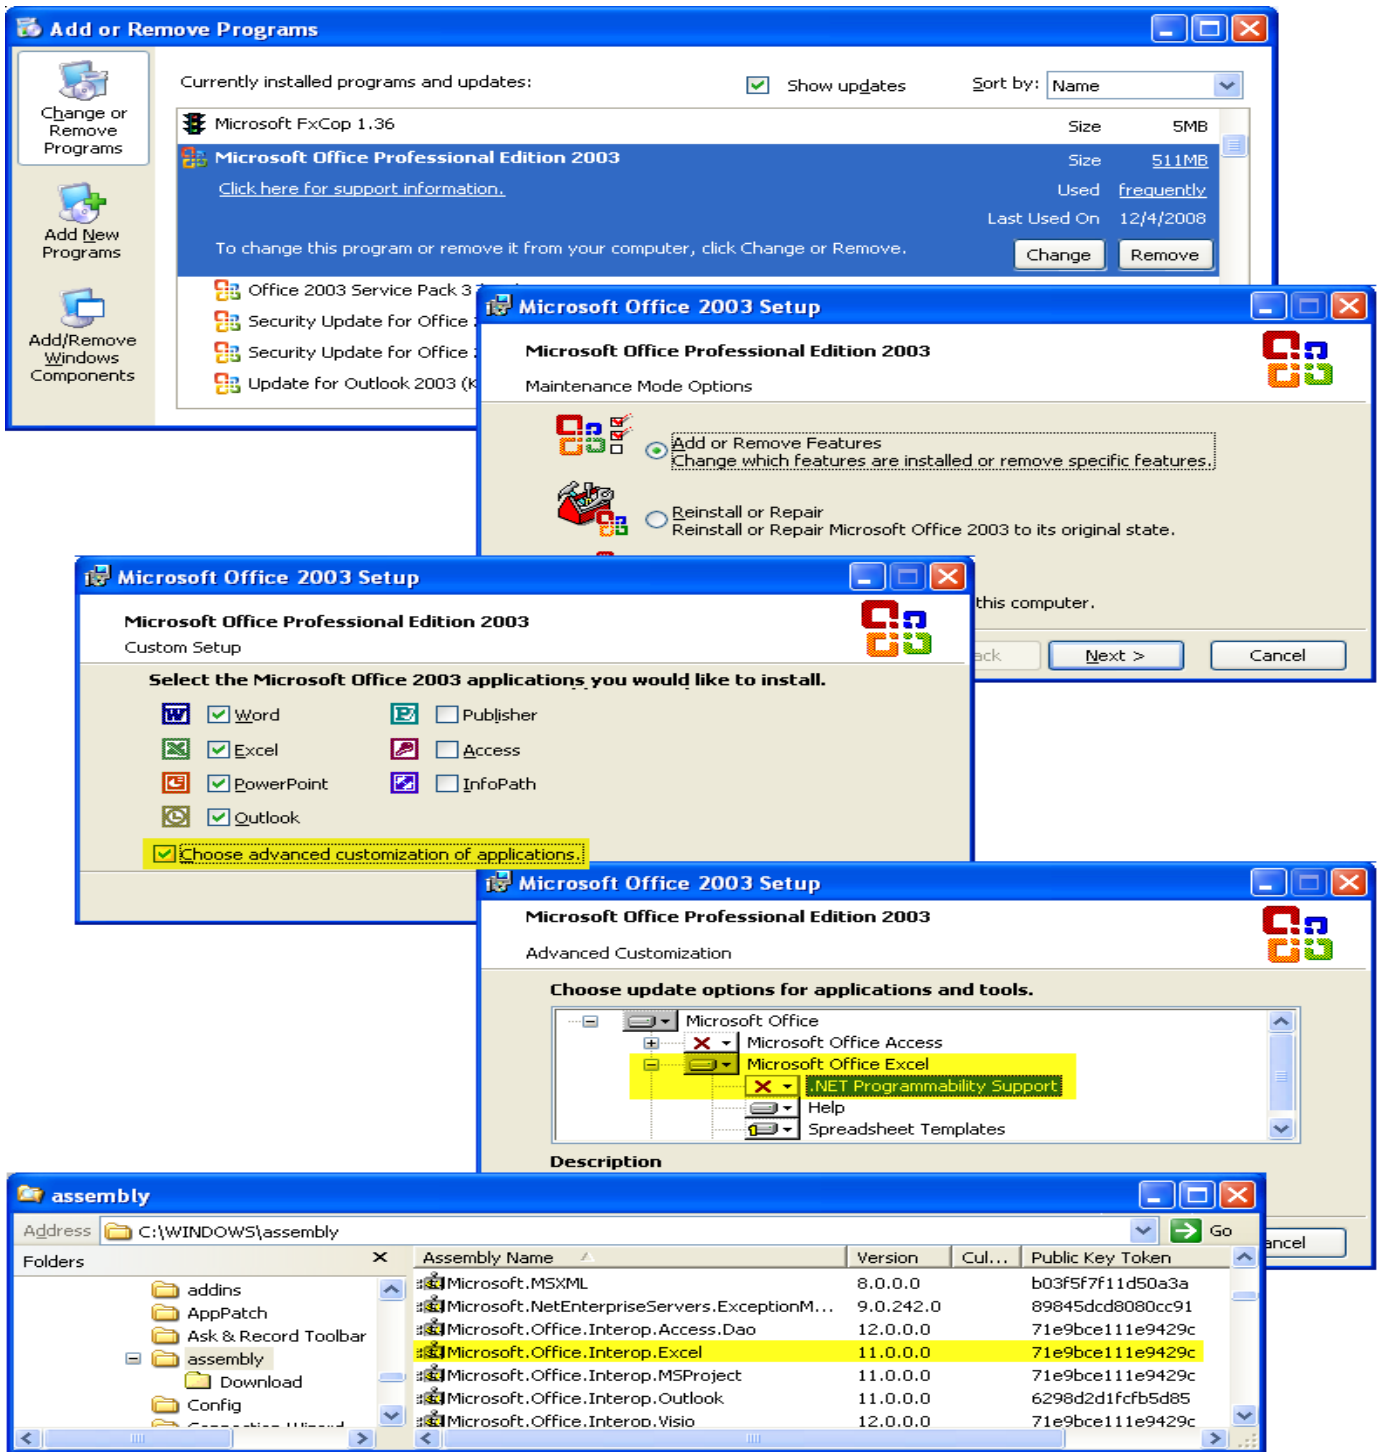 Add or Remove Programs
Change or
Remove
Programs
Add New
Programs
Add/Remove
Windows
Components
Currently installed programs and updates:
Show updates
Sort by: Name
Microsoft FxCop 1.36 Size 5MB
Microsoft Office Professional Edition 2003 Size 511MB
Click here for support information. Used frequently
Last Used On 12/4/2008
To change this program or remove it from your computer, click Change or Remove. Change Remove
Office 2003 Service Pack 3
Security Update for Office
Security Update for Office
Update for Outlook 2003 (K
Microsoft Office 2003 Setup
Microsoft Office Professional Edition 2003
Maintenance Mode Options
Add or Remove Features
Change which features are installed or remove specific features.
Reinstall or Repair
Reinstall or Repair Microsoft Office 2003 to its original state.
this computer.
ack Next > Cancel
Microsoft Office 2003 Setup
Microsoft Office Professional Edition 2003
Custom Setup
Select the Microsoft Office 2003 applications you would like to install.
Word Publisher
Excel Access
PowerPoint InfoPath
Outlook
Choose advanced customization of applications.
Microsoft Office 2003 Setup
Microsoft Office Professional Edition 2003
Advanced Customization
Choose update options for applications and tools.
Microsoft Office
Microsoft Office Access
Microsoft Office Excel
.NET Programmability Support
Help
Spreadsheet Templates
Description
ancel
assembly
Address C:\WINDOWS\assembly Go
Folders
addins
AppPatch
Ask & Record Toolbar
assembly
Download
Config
Assembly Name Version Cul... Public Key Token
Microsoft.MSXML 8.0.0.0 b03f5f7f11d50a3a
Microsoft.NetEnterpriseServers.ExceptionM... 9.0.242.0 89845dcd8080cc91
Microsoft.Office.Interop.Access.Dao 12.0.0.0 71e9bce111e9429c
Microsoft.Office.Interop.Excel 11.0.0.0 71e9bce111e9429c
Microsoft.Office.Interop.MSProject 11.0.0.0 71e9bce111e9429c
Microsoft.Office.Interop.Outlook 11.0.0.0 6298d2d1fcfb5d85
Microsoft.Office.Interop.Visio 12.0.0.0 71e9bce111e9429c